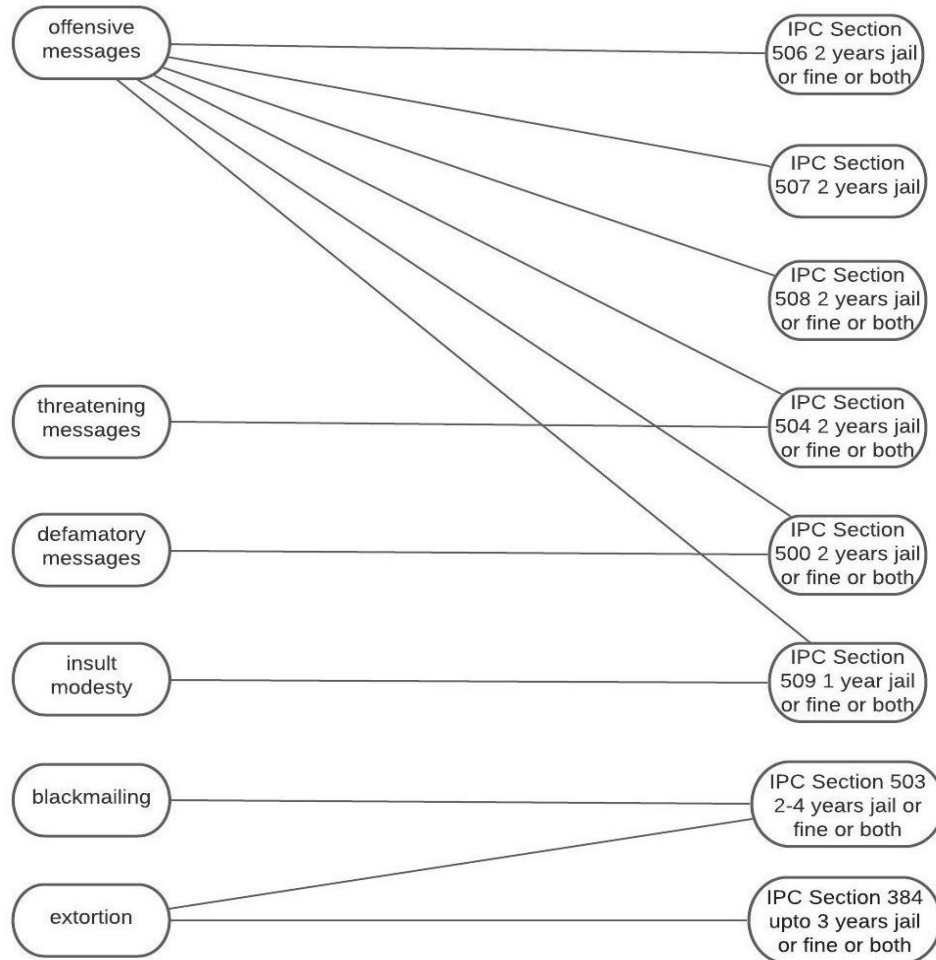 offensive
messages
IPC Section
506 2 years jail
or fine or both
IPC Section
507 2 years jail
IPC Section
508 2 years jail
or fine or both
threatening
messages
IPC Section
504 2 years jail
or fine or both
defamatory
messages
IPC Section
500 2 years jail
or fine or both
insult
modesty
IPC Section
509 1 year jail
or fine or both
blackmailing
IPC Section 503
2-4 years jail or
fine or both
extortion
IPC Section 384
upto 3 years jail
or fine or both